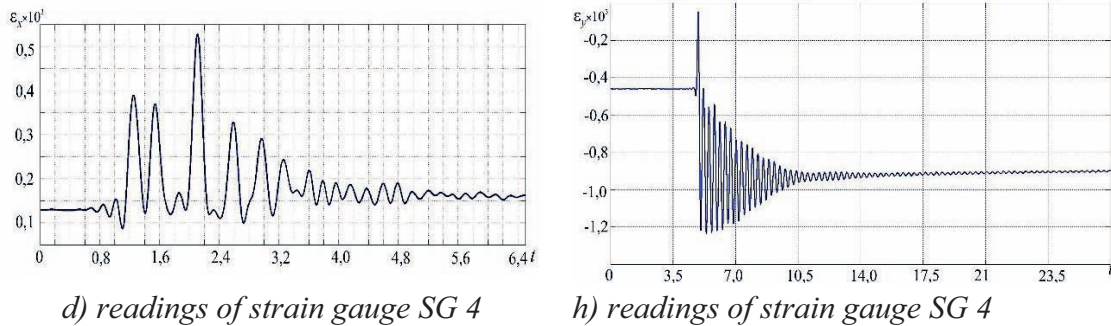 εₓ×10³
0,5
0,3
0,2
0,1
0 0,8 1,6 2,4 3,2 4,0 4,8 5,6 6,4 t
d) readings of strain gauge SG 4
εᵧ×10³
-0,2
-0,4
-0,6
-0,8
-1,0
-1,2
0 3,5 7,0 10,5 14,0 17,5 21 23,5 t
h) readings of strain gauge SG 4